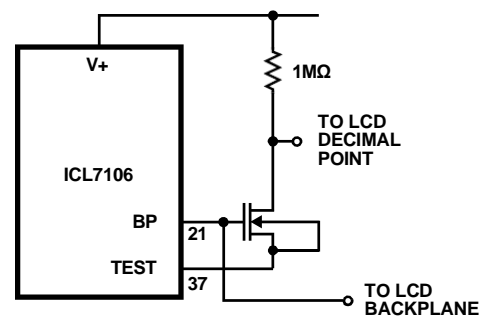 V+
1MΩ
TO LCD
DECIMAL
POINT
ICL7106
BP
21
TEST
37
TO LCD
BACKPLANE